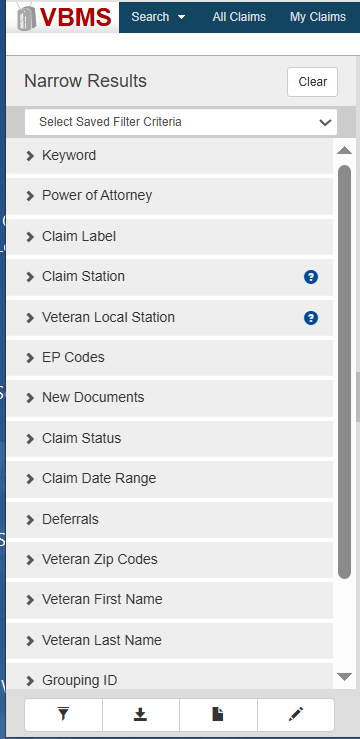 VBMS Search All Claims My Claims
Narrow Results Clear
Select Saved Filter Criteria
Keyword
Power of Attorney
Claim Label
Claim Station ?
Veteran Local Station ?
EP Codes
New Documents
Claim Status
Claim Date Range
Deferrals
Veteran Zip Codes
Veteran First Name
Veteran Last Name
Grouping ID